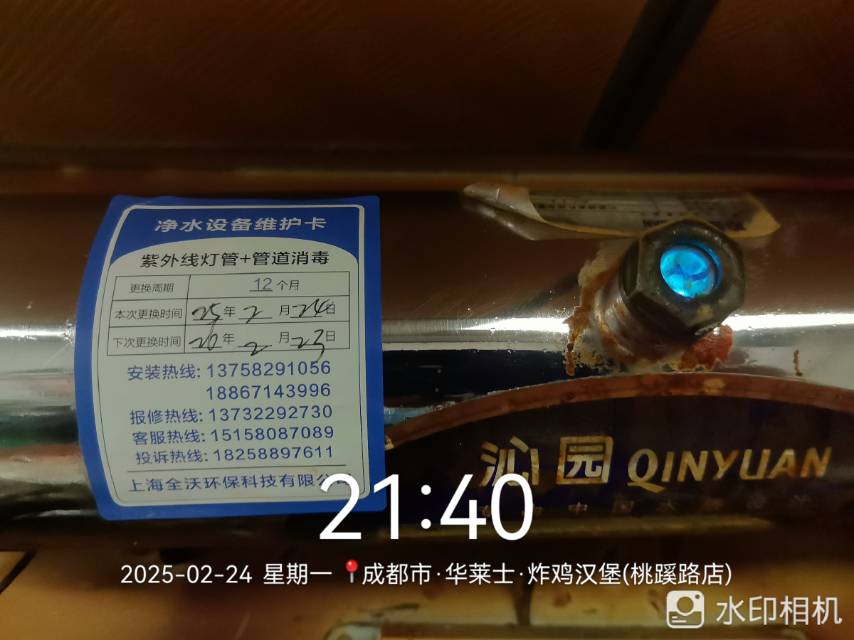 净水设备维护卡
紫外线灯管+管道消毒
更换周期 12 个月
本次更换时间 25年 2 月 24日
下次更换时间 26年 2 月 23日
安装热线: 13758291056
18867143996
报修热线: 13732292730
客服热线: 15158087089
投诉热线: 18258897611
上海全沃环保科技有限公
沁园 QINYUAN
21:40
2025-02-24 星期一 成都市·华莱士·炸鸡汉堡(桃蹊路店)
水印相机